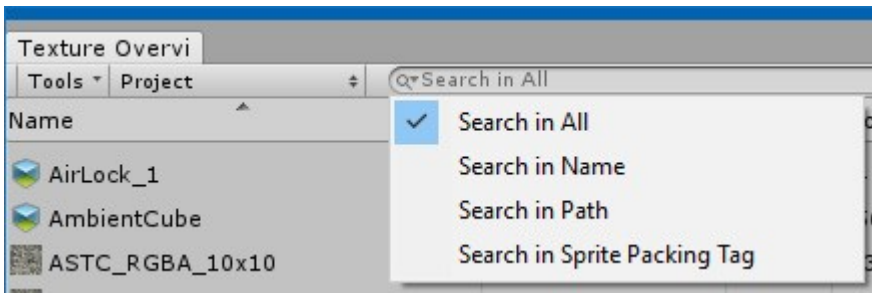 Texture Overvi
Tools Project Search in All
Name
Search in All
Search in Name
Search in Path
Search in Sprite Packing Tag
AirLock_1
AmbientCube
ASTC_RGBA_10x10